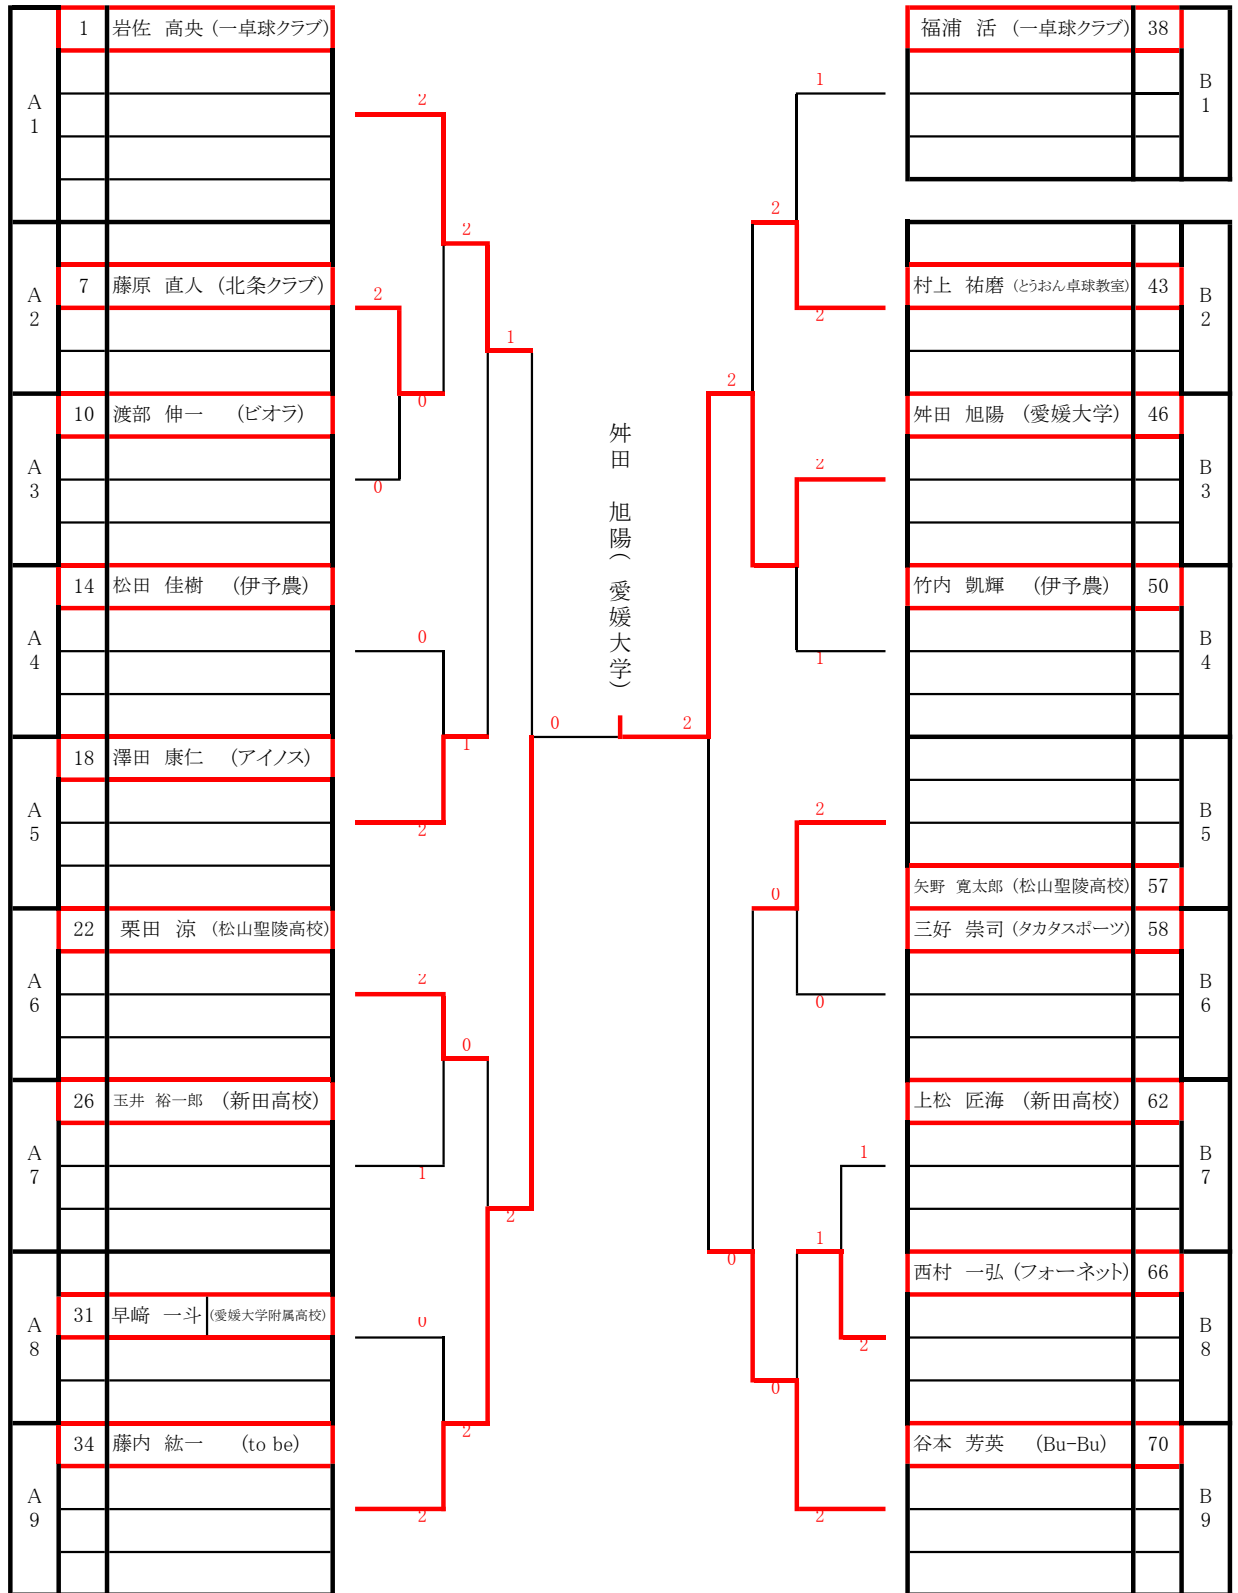 A
1
1 岩佐 高央 (一卓球クラブ)
A
2
7 藤原 直人 (北条クラブ)
A
3
10 渡部 伸一 (ビオラ)
A
4
14 松田 佳樹 (伊予農)
A
5
18 澤田 康仁 (アイノス)
A
6
22 栗田 涼 (松山聖陵高校)
A
7
26 玉井 裕一郎 (新田高校)
A
8
31 早﨑 一斗 (愛媛大学附属高校)
A
9
34 藤内 紘一 (to be)
2
2
2
0
0
1
0
1
2
2
0
1
2
0
2
2
0
舛田 旭陽(愛媛大学)
2
1
2
2
2
2
1
2
0
0
1
1
0
2
0
2
福浦 活 (一卓球クラブ) 38
B
1
村上 祐磨 (とうおん卓球教室) 43
B
2
舛田 旭陽 (愛媛大学) 46
B
3
竹内 凱輝 (伊予農) 50
B
4
B
5
矢野 寛太郎 (松山聖陵高校) 57
三好 崇司 (タカタスポーツ) 58
B
6
上松 匠海 (新田高校) 62
B
7
西村 一弘 (フォーネット) 66
B
8
谷本 芳英 (Bu-Bu) 70
B
9